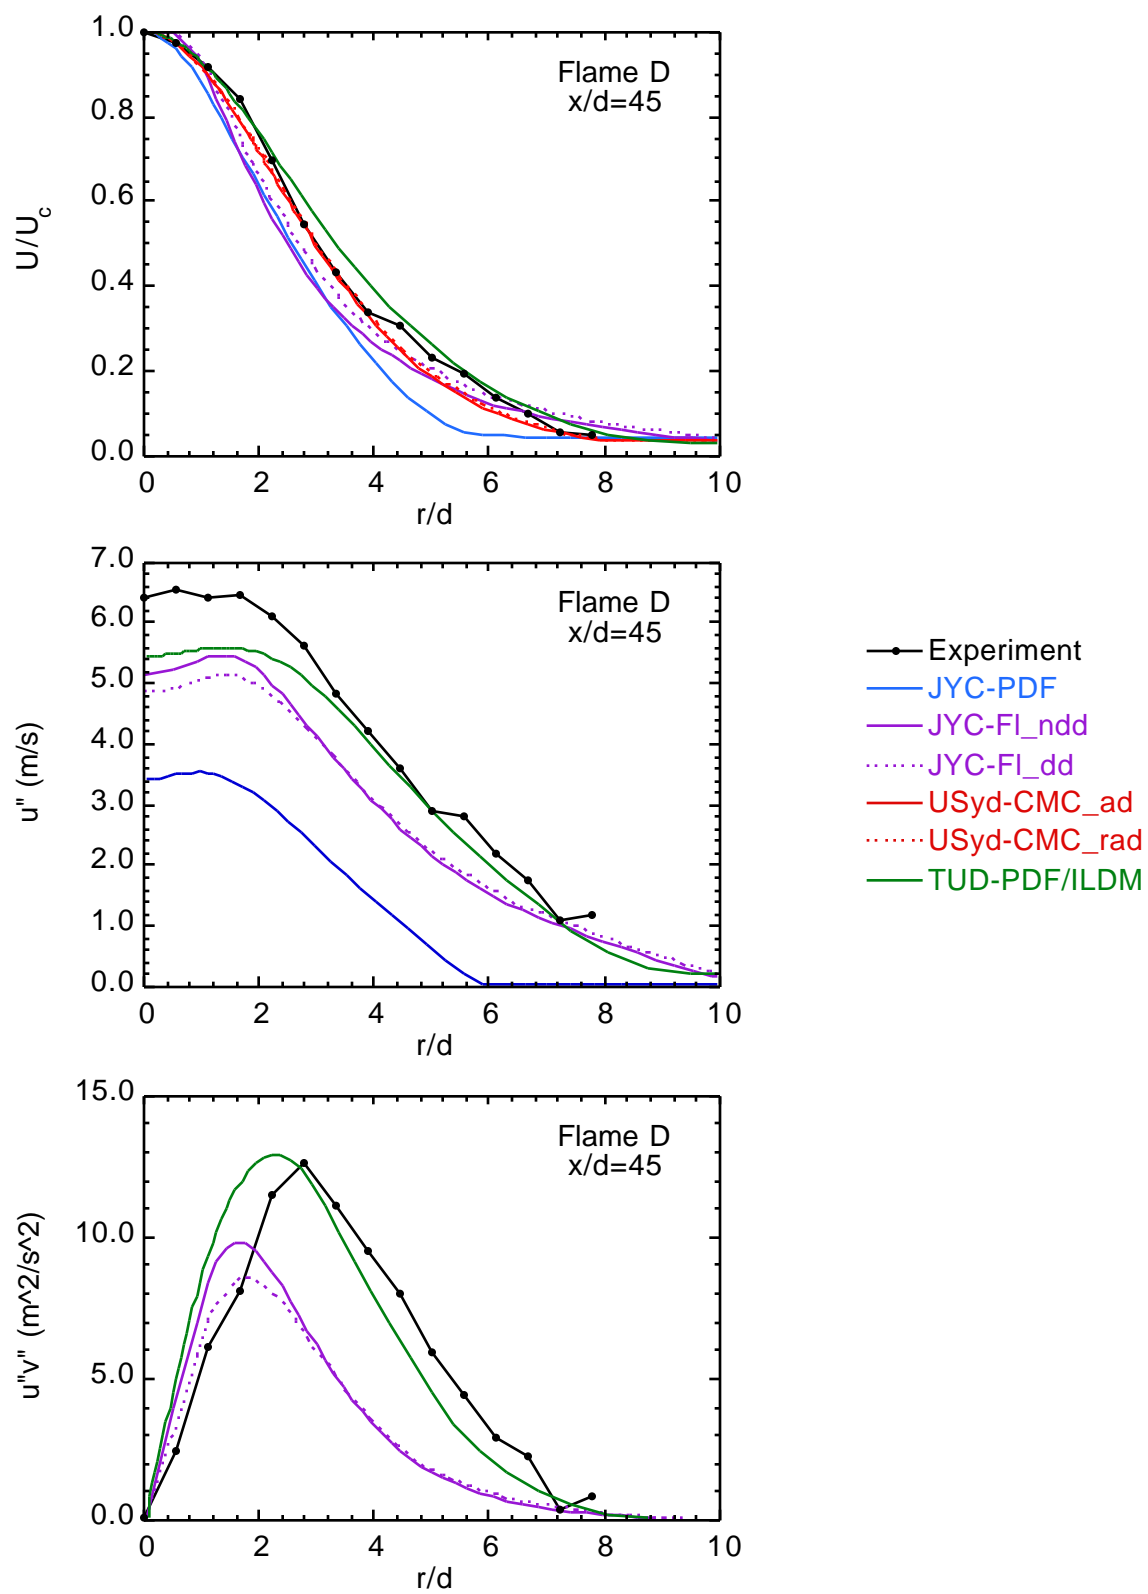 1.0
0.8
0.6
0.4
0.2
0.0
U/U_c
Flame D
x/d=45
0 2 4 6 8 10
r/d
7.0
6.0
5.0
4.0
3.0
2.0
1.0
0.0
u" (m/s)
Flame D
x/d=45
0 2 4 6 8 10
r/d
Experiment
JYC-PDF
JYC-Fl_ndd
JYC-Fl_dd
USyd-CMC_ad
USyd-CMC_rad
TUD-PDF/ILDM
15.0
10.0
5.0
0.0
u"v" (m^2/s^2)
Flame D
x/d=45
0 2 4 6 8 10
r/d